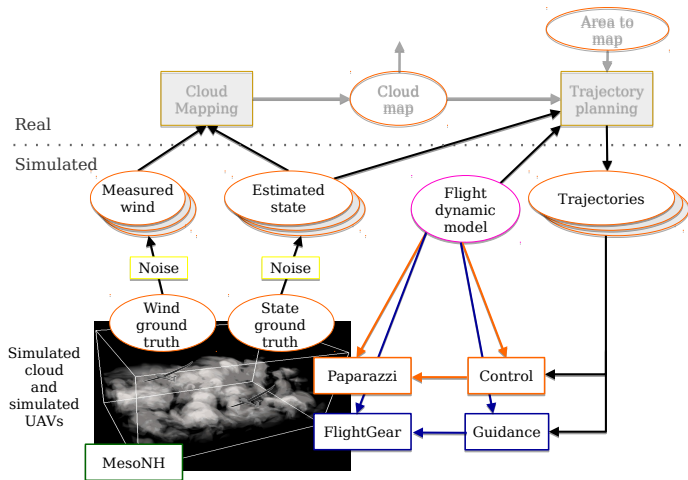 Area to
map
Cloud
Mapping
Cloud
map
Trajectory
planning
Real
Simulated
Measured
wind
Estimated
state
Flight
dynamic
model
Trajectories
Noise
Noise
Wind
ground
truth
State
ground
truth
Simulated
cloud
and
simulated
UAVs
Paparazzi
Control
FlightGear
Guidance
MesoNH